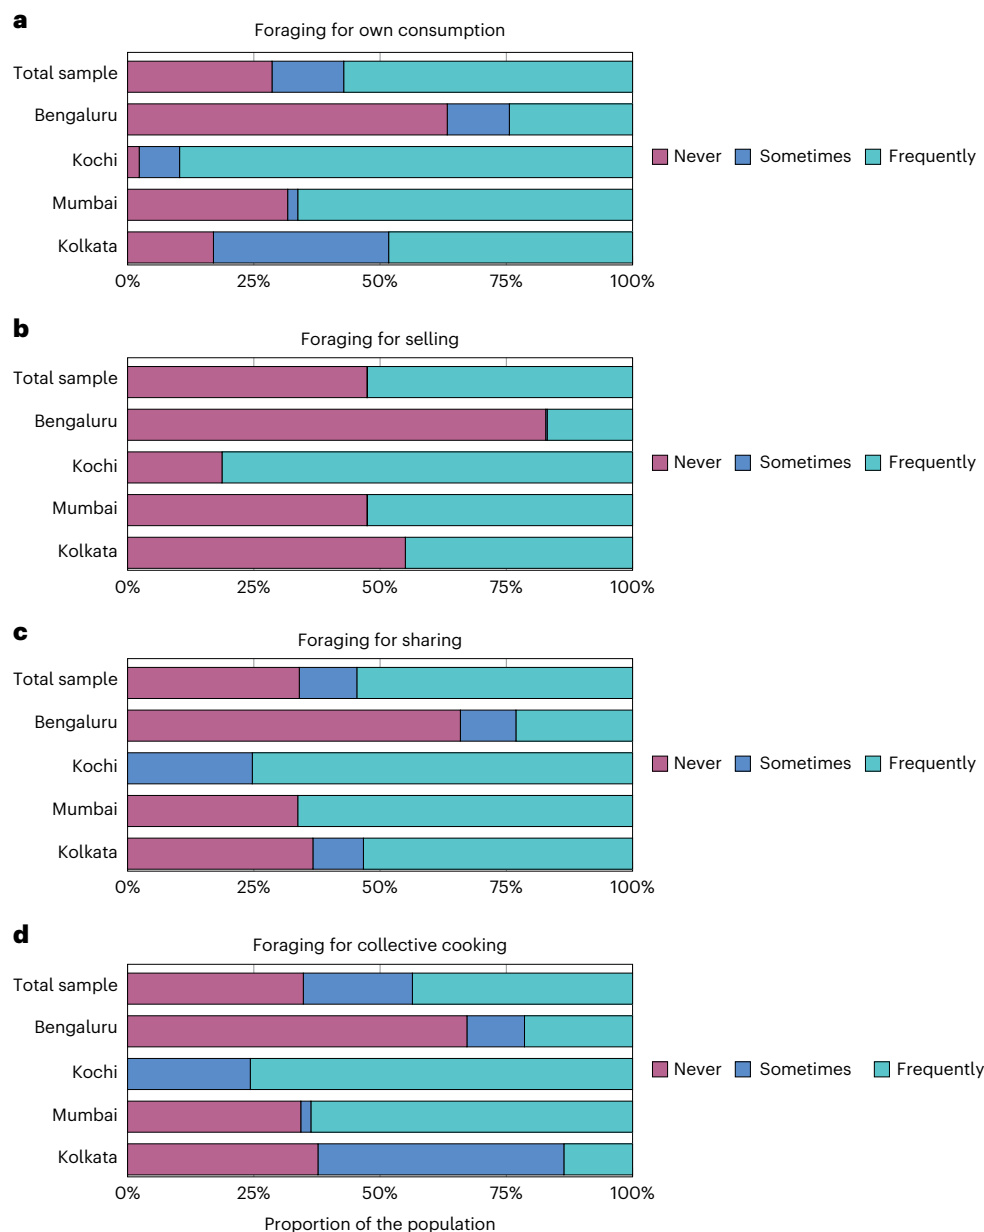 a
Foraging for own consumption
Total sample
Bengaluru
Kochi
Mumbai
Kolkata
0% 25% 50% 75% 100%
Never Sometimes Frequently
b
Foraging for selling
Total sample
Bengaluru
Kochi
Mumbai
Kolkata
0% 25% 50% 75% 100%
Never Sometimes Frequently
c
Foraging for sharing
Total sample
Bengaluru
Kochi
Mumbai
Kolkata
0% 25% 50% 75% 100%
Never Sometimes Frequently
d
Foraging for collective cooking
Total sample
Bengaluru
Kochi
Mumbai
Kolkata
0% 25% 50% 75% 100%
Never Sometimes Frequently
Proportion of the population